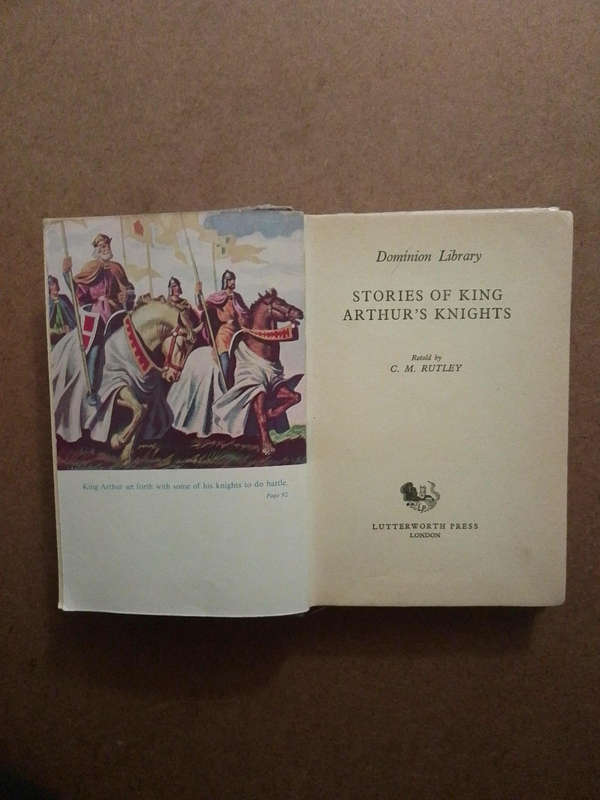 King Arthur set forth with some of his knights to do battle.
Page 92
Dominion Library
STORIES OF KING
ARTHUR'S KNIGHTS
Retold by
C. M. RUTLEY
LUTTERWORTH PRESS
LONDON